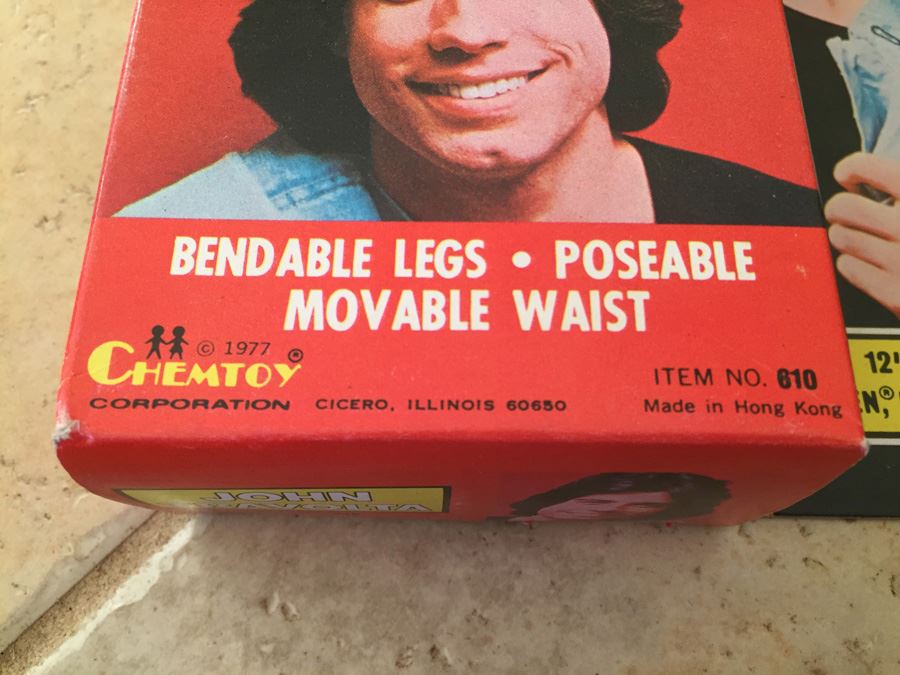 BENDABLE LEGS • POSEABLE
MOVABLE WAIST
© 1977
CHEMTOY®
CORPORATION CICERO, ILLINOIS 60650
ITEM NO. 610
Made in Hong Kong
12"
EN®,
JOHN
TRAVOLTA